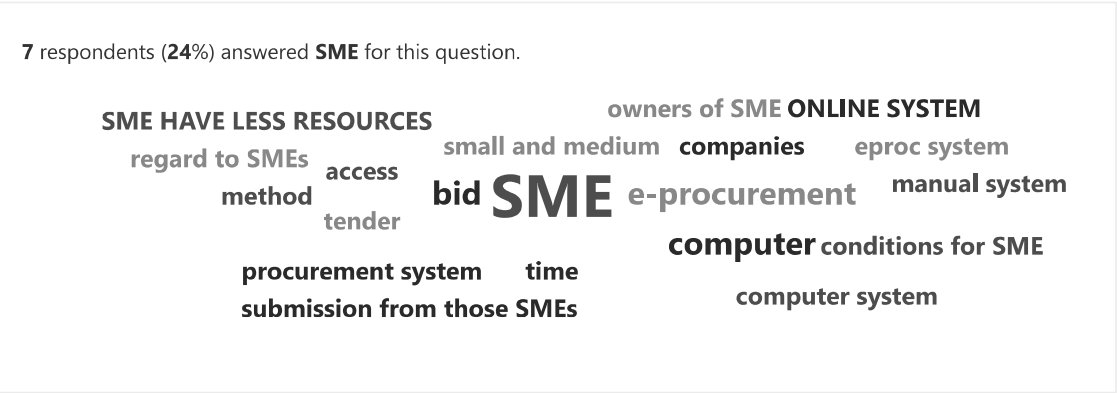 7 respondents (24%) answered SME for this question.
owners of SME ONLINE SYSTEM
SME HAVE LESS RESOURCES
small and medium companies eproc system
regard to SMEs
access
manual system
method
bid SME e-procurement
tender
computer conditions for SME
procurement system time
computer system
submission from those SMEs